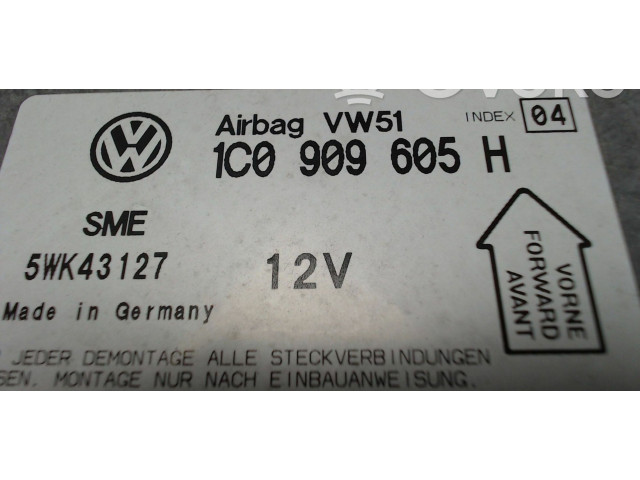 Airbag VW51
INDEX 04
1C0 909 605 H
SME
5WK43127
12V
Made in Germany
VORNE
FORWARD
AVANT
JEDER DEMONTAGE ALLE STECKVERBINDUNGEN
SEN. MONTAGE NUR NACH EINBAUANWEISUNG.